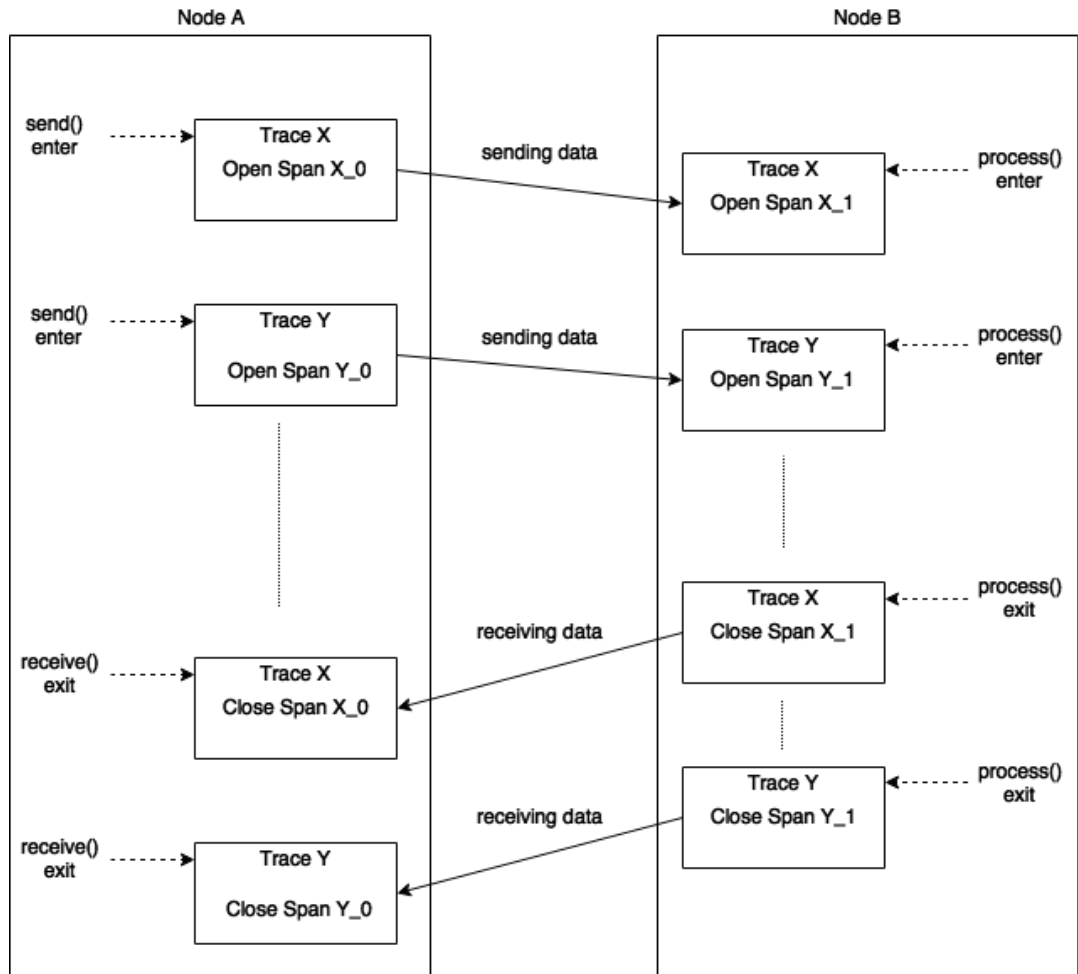 Node A
Node B
send()
enter
Trace X
Open Span X_0
sending data
Trace X
Open Span X_1
process()
enter
send()
enter
Trace Y
Open Span Y_0
sending data
Trace Y
Open Span Y_1
process()
enter
Trace X
Close Span X_1
process()
exit
receiving data
receive()
exit
Trace X
Close Span X_0
Trace Y
Close Span Y_1
process()
exit
receiving data
receive()
exit
Trace Y
Close Span Y_0